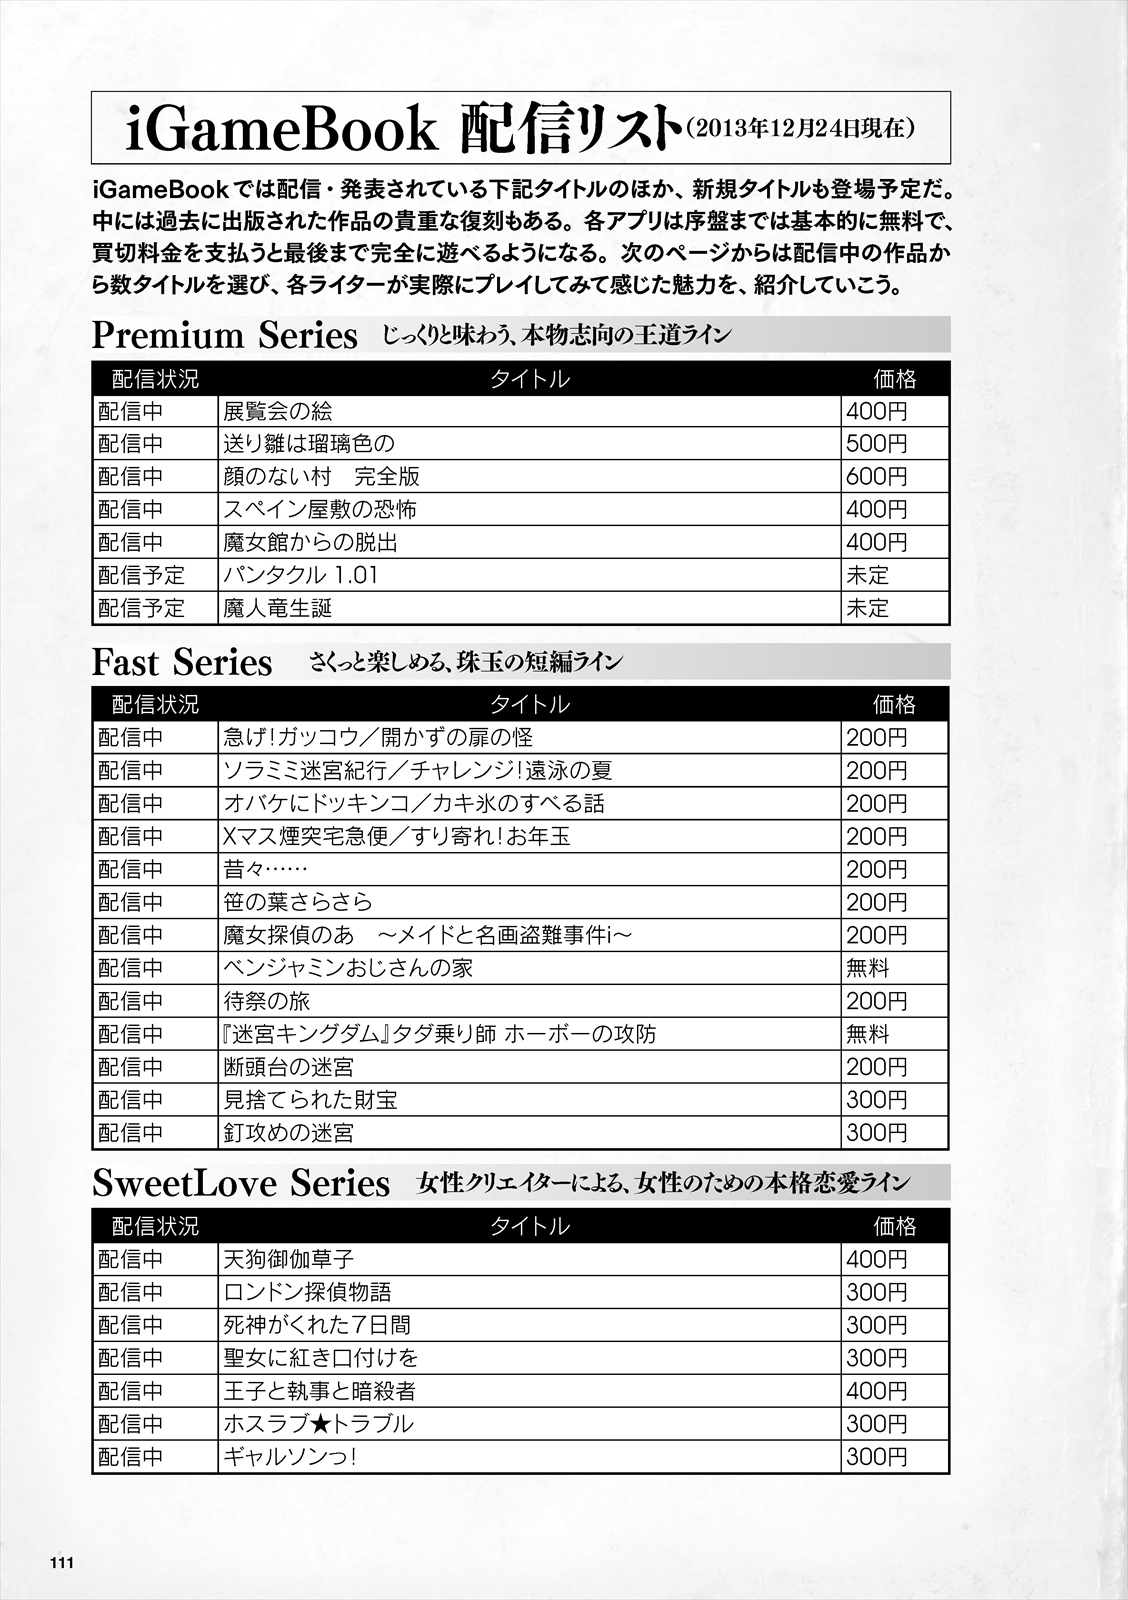 iGameBook 配信リスト（2013年12月24日現在）
iGameBookでは配信・発表されている下記タイトルのほか、新規タイトルも登場予定だ。
中には過去に出版された作品の貴重な復刻もある。各アプリは序盤までは基本的に無料で、
買切料金を支払うと最後まで完全に遊べるようになる。次のページからは配信中の作品か
ら数タイトルを選び、各ライターが実際にプレイしてみて感じた魅力を、紹介していこう。
Premium Series じっくりと味わう、本物志向の王道ライン
配信状況 タイトル 価格
配信中 展覧会の絵 400円
配信中 送り雛は瑠璃色の 500円
配信中 顔のない村　完全版 600円
配信中 スペイン屋敷の恐怖 400円
配信中 魔女館からの脱出 400円
配信予定 パンタクル 1.01 未定
配信予定 魔人竜生誕 未定
Fast Series さくっと楽しめる、珠玉の短編ライン
配信状況 タイトル 価格
配信中 急げ！ガッコウ／開かずの扉の怪 200円
配信中 ソラミミ迷宮紀行／チャレンジ！遠泳の夏 200円
配信中 オバケにドッキンコ／カキ氷のすべる話 200円
配信中 Xマス煙突宅急便／すり寄れ！お年玉 200円
配信中 昔々…… 200円
配信中 笹の葉さらさら 200円
配信中 魔女探偵のあ　～メイドと名画盗難事件i～ 200円
配信中 ベンジャミンおじさんの家 無料
配信中 待祭の旅 200円
配信中 『迷宮キングダム』タダ乗り師 ホーボーの攻防 無料
配信中 断頭台の迷宮 200円
配信中 見捨てられた財宝 300円
配信中 釘攻めの迷宮 300円
SweetLove Series 女性クリエイターによる、女性のための本格恋愛ライン
配信状況 タイトル 価格
配信中 天狗御伽草子 400円
配信中 ロンドン探偵物語 300円
配信中 死神がくれた7日間 300円
配信中 聖女に紅き口付けを 300円
配信中 王子と執事と暗殺者 400円
配信中 ホスラブ★トラブル 300円
配信中 ギャルソンっ！ 300円
111